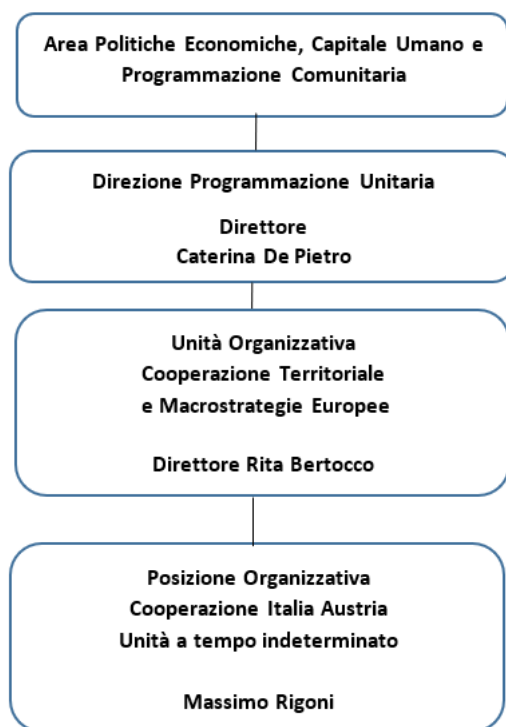 Area Politiche Economiche, Capitale Umano e
Programmazione Comunitaria
Direzione Programmazione Unitaria
Direttore
Caterina De Pietro
Unità Organizzativa
Cooperazione Territoriale
e Macrostrategie Europee
Direttore Rita Bertocco
Posizione Organizzativa
Cooperazione Italia Austria
Unità a tempo indeterminato
Massimo Rigoni